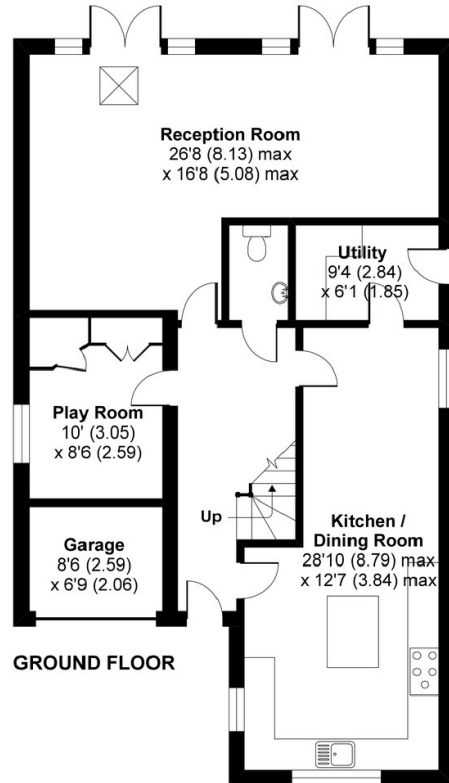 Reception Room
26'8 (8.13) max
x 16'8 (5.08) max
Utility
9'4 (2.84)
x 6'1 (1.85)
Play Room
10' (3.05)
x 8'6 (2.59)
Up
Kitchen /
Dining Room
28'10 (8.79) max
x 12'7 (3.84) max
Garage
8'6 (2.59)
x 6'9 (2.06)
GROUND FLOOR